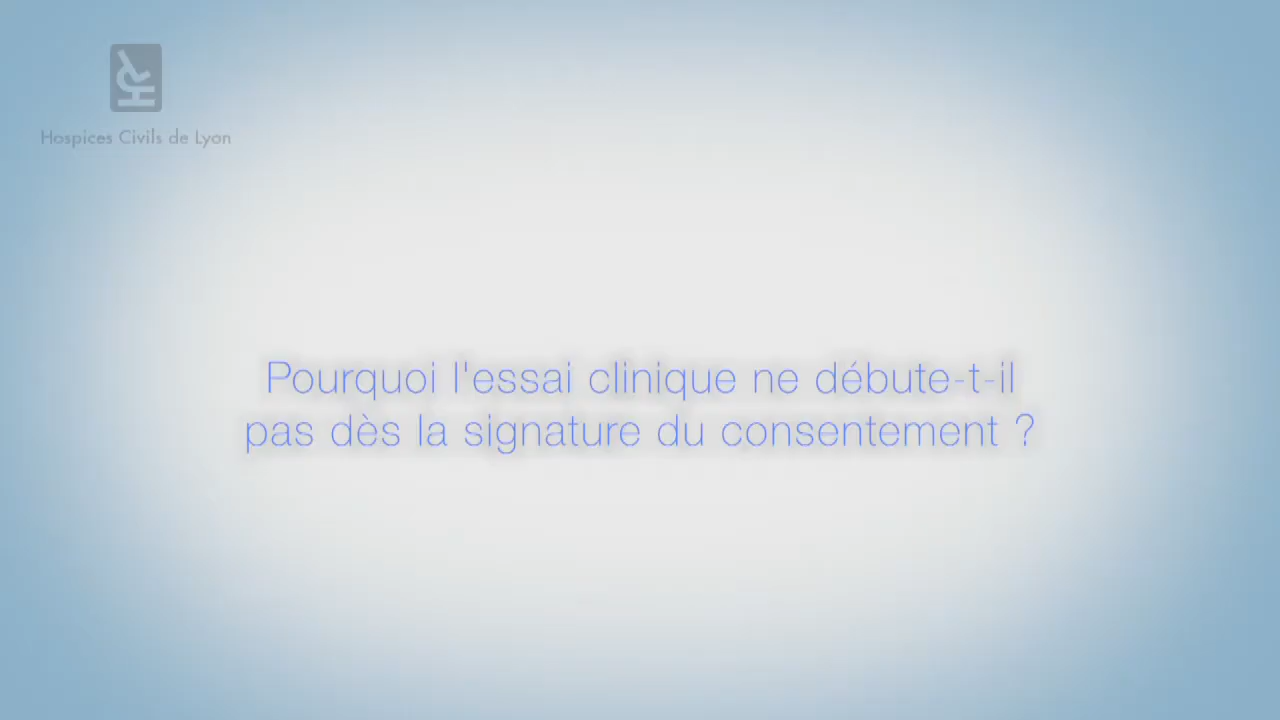 Hospices Civils de Lyon
Pourquoi l'essai clinique ne débute-t-il
pas dès la signature du consentement ?